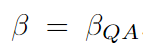 β = β_{QA}.